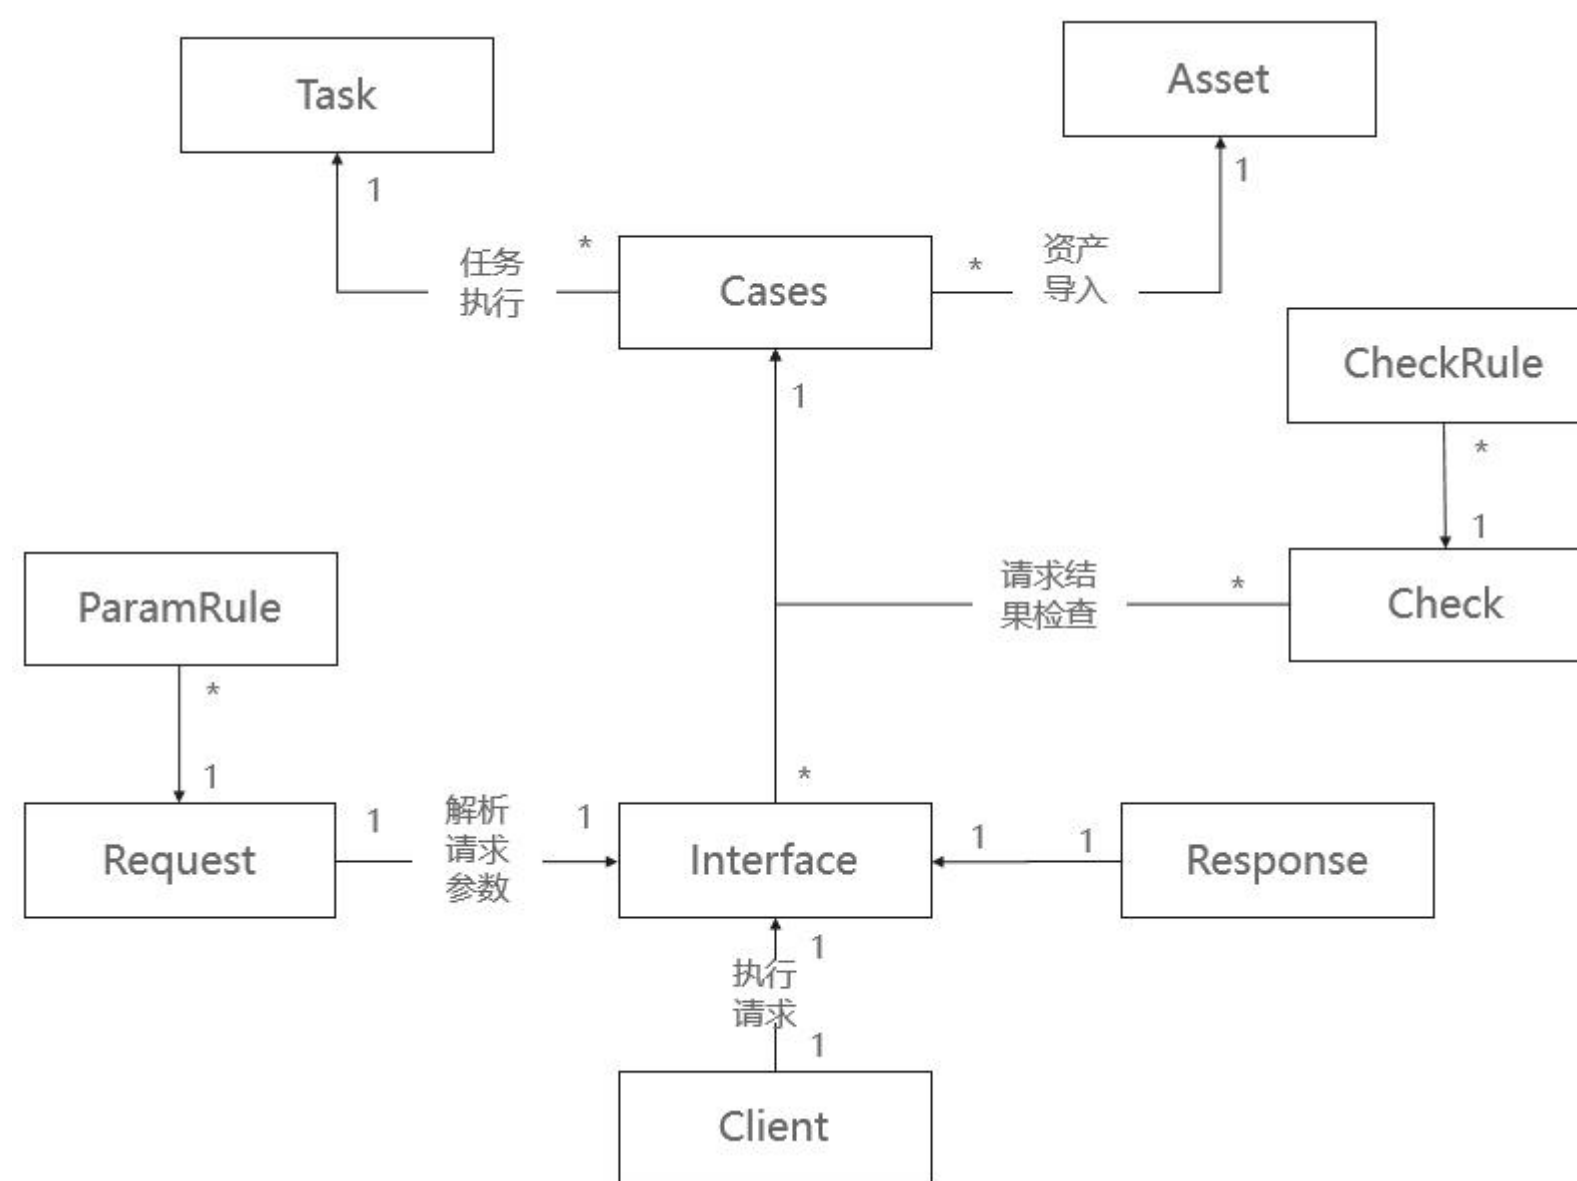 Task
Asset
1
1
任务
执行
*
Cases
*
资产
导入
1
CheckRule
*
1
请求结
果检查
*
Check
ParamRule
*
1
*
Request
1
解析
请求
参数
1
Interface
1
1
Response
1
执行
请求
1
Client